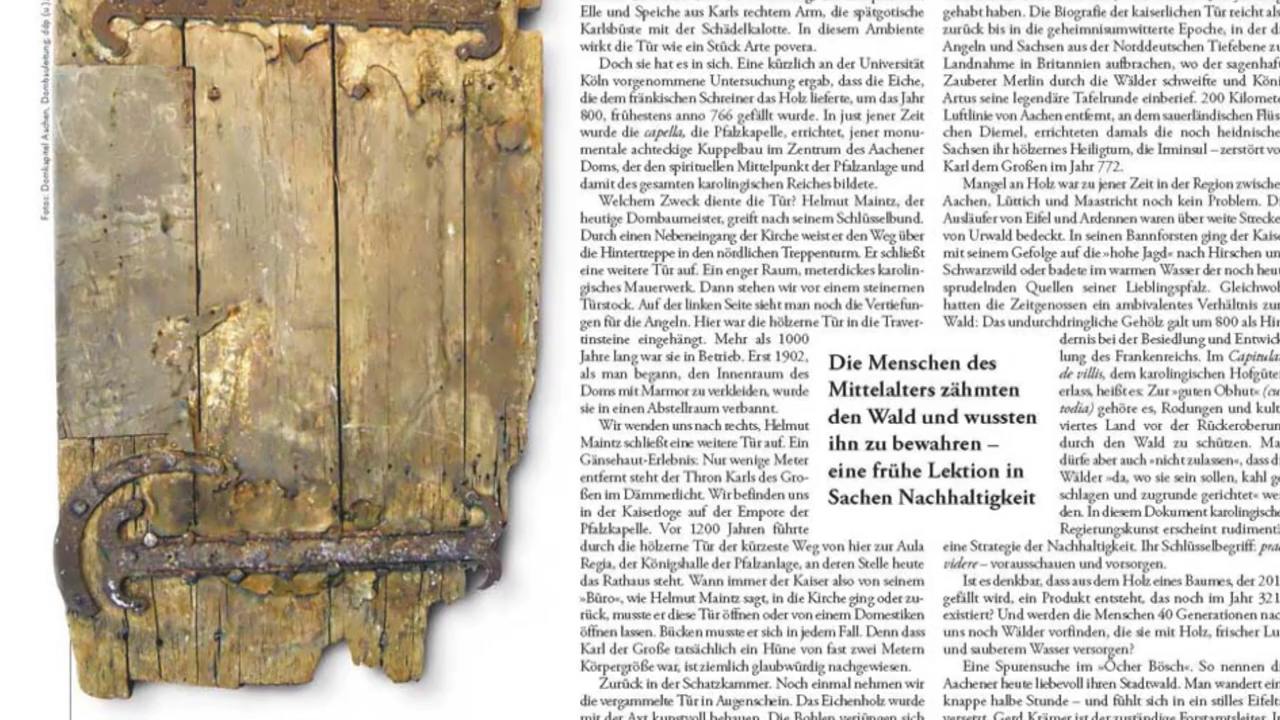 Fotos: Domkapitel Aachen, Dombauleitung; ddp (u.)
Elle und Speiche aus Karls rechtem Arm, die spätgotische
Karlsbüste mit der Schädelkalotte. In diesem Ambiente
wirkt die Tür wie ein Stück Arte povera.
Doch sie hat es in sich. Eine kürzlich an der Universität
Köln vorgenommene Untersuchung ergab, dass die Eiche,
die dem fränkischen Schreiner das Holz lieferte, um das Jahr
800, frühestens anno 766 gefällt wurde. In just jener Zeit
wurde die capella, die Pfalzkapelle, errichtet, jener monu-
mentale achteckige Kuppelbau im Zentrum des Aachener
Doms, der den spirituellen Mittelpunkt der Pfalzanlage und
damit des gesamten karolingischen Reiches bildete.
Welchem Zweck diente die Tür? Helmut Maintz, der
heutige Dombaumeister, greift nach seinem Schlüsselbund.
Durch einen Nebeneingang der Kirche weist er den Weg über
die Hintertreppe in den nördlichen Treppenturm. Er schließt
eine weitere Tür auf. Ein enger Raum, meterdickes karolin-
gisches Mauerwerk. Dann stehen wir vor einem steinernen
Türstock. Auf der linken Seite sieht man noch die Vertiefun-
gen für die Angeln. Hier war die hölzerne Tür in die Traver-
tinsteine eingehängt. Mehr als 1000
Jahre lang war sie in Betrieb. Erst 1902,
als man begann, den Innenraum des
Doms mit Marmor zu verkleiden, wurde
sie in einen Abstellraum verbannt.
Wir wenden uns nach rechts, Helmut
Maintz schließt eine weitere Tür auf. Ein
Gänsehaut-Erlebnis: Nur wenige Meter
entfernt steht der Thron Karls des Gro-
ßen im Dämmerlicht. Wir befinden uns
in der Kaiserloge auf der Empore der
Pfalzkapelle. Vor 1200 Jahren führte
durch die hölzerne Tür der kürzeste Weg von hier zur Aula
Regia, der Königshalle der Pfalzanlage, an deren Stelle heute
das Rathaus steht. Wann immer der Kaiser also von seinem
»Büro«, wie Helmut Maintz sagt, in die Kirche ging oder zu-
rück, musste er diese Tür öffnen oder von einem Domestiken
öffnen lassen. Bücken musste er sich in jedem Fall. Denn dass
Karl der Große tatsächlich ein Hüne von fast zwei Metern
Körpergröße war, ist ziemlich glaubwürdig nachgewiesen.
Zurück in der Schatzkammer. Noch einmal nehmen wir
die vergammelte Tür in Augenschein. Das Eichenholz wurde
mit der Axt kunstvoll behauen. Die Bohlen verjüngen sich
Die Menschen des
Mittelalters zähmten
den Wald und wussten
ihn zu bewahren –
eine frühe Lektion in
Sachen Nachhaltigkeit
gehabt haben. Die Biografie der kaiserlichen Tür reicht als
zurück bis in die geheimnisumwitterte Epoche, in der d
Angeln und Sachsen aus der Norddeutschen Tiefebene zu
Landnahme in Britannien aufbrachen, wo der sagenhaf
Zauberer Merlin durch die Wälder schweifte und Köni
Artus seine legendäre Tafelrunde einberief. 200 Kilomet
Luftlinie von Aachen entfernt, an dem sauerländischen Flüs
chen Diemel, errichteten damals die noch heidnische
Sachsen ihr hölzernes Heiligtum, die Irminsul – zerstört vo
Karl dem Großen im Jahr 772.
Mangel an Holz war zu jener Zeit in der Region zwische
Aachen, Lüttich und Maastricht noch kein Problem. D
Ausläufer von Eifel und Ardennen waren über weite Strecke
von Urwald bedeckt. In seinen Bannforsten ging der Kaise
mit seinem Gefolge auf die »hohe Jagd« nach Hirschen un
Schwarzwild oder badete im warmen Wasser der noch heu
sprudelnden Quellen seiner Lieblingspfalz. Gleichwoh
hatten die Zeitgenossen ein ambivalentes Verhältnis zu
Wald: Das undurchdringliche Gehölz galt um 800 als Hin
dernis bei der Besiedlung und Entwick
lung des Frankenreichs. Im Capitula
de villis, dem karolingischen Hofgüter
erlass, heißt es: Zur »guten Obhut« (cu
todia) gehöre es, Rodungen und kulti
viertes Land vor der Rückeroberun
durch den Wald zu schützen. Ma
dürfe aber auch »nicht zulassen«, dass di
Wälder »da, wo sie sein sollen, kahl ge
schlagen und zugrunde gerichtet« we
den. In diesem Dokument karolingische
Regierungskunst erscheint rudimentä
eine Strategie der Nachhaltigkeit. Ihr Schlüsselbegriff: prae
videre – vorausschauen und vorsorgen.
Ist es denkbar, dass aus dem Holz eines Baumes, der 201
gefällt wird, ein Produkt entsteht, das noch im Jahr 321
existiert? Und werden die Menschen 40 Generationen nac
uns noch Wälder vorfinden, die sie mit Holz, frischer Lu
und sauberem Wasser versorgen?
Eine Spurensuche im »Öcher Bösch«. So nennen di
Aachener heute liebevoll ihren Stadtwald. Man wandert ein
knappe halbe Stunde – und fühlt sich in ein stilles Eifelt
versetzt. Gerd Krämer ist der zuständige Forstamtsleiter